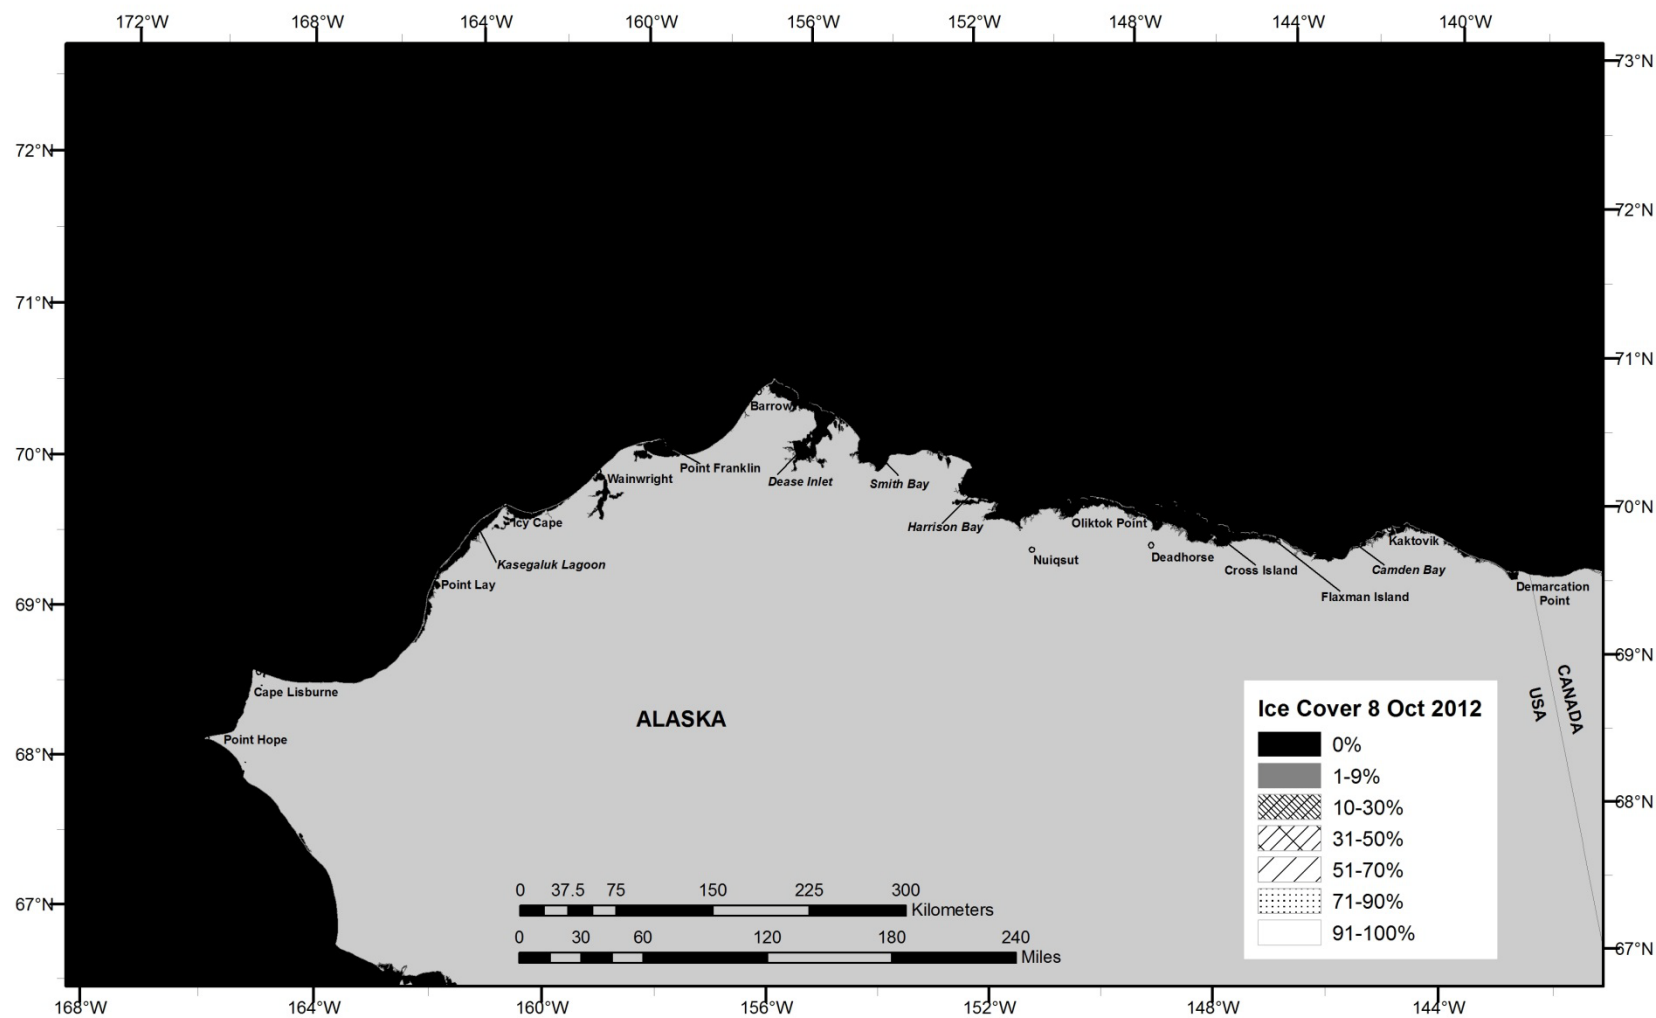 172°W 168°W 164°W 160°W 156°W 152°W 148°W 144°W 140°W
73°N
72°N
72°N
71°N
71°N
70°N
70°N
69°N
69°N
68°N
68°N
67°N
67°N
Barrow
Point Franklin
Wainwright
Dease Inlet
Smith Bay
Icy Cape
Harrison Bay
Oliktok Point
Kaktovik
Kasegaluk Lagoon
Nuiqsut
Deadhorse
Cross Island
Camden Bay
Point Lay
Flaxman Island
Demarcation
Point
Cape Lisburne
Point Hope
ALASKA
USA
CANADA
Ice Cover 8 Oct 2012
0%
1-9%
10-30%
31-50%
51-70%
71-90%
91-100%
0 37.5 75 150 225 300
Kilometers
0 30 60 120 180 240
Miles
168°W 164°W 160°W 156°W 152°W 148°W 144°W